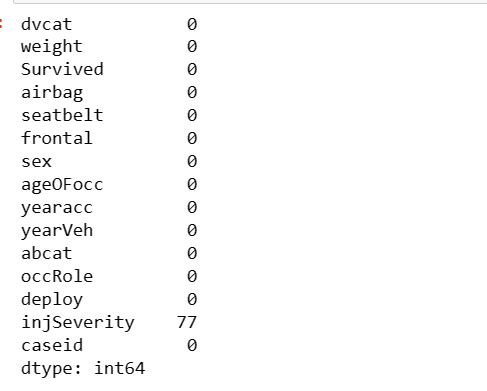 dvcat 0
weight 0
Survived 0
airbag 0
seatbelt 0
frontal 0
sex 0
ageOFocc 0
yearacc 0
yearVeh 0
abcat 0
occRole 0
deploy 0
injSeverity 77
caseid 0
dtype: int64